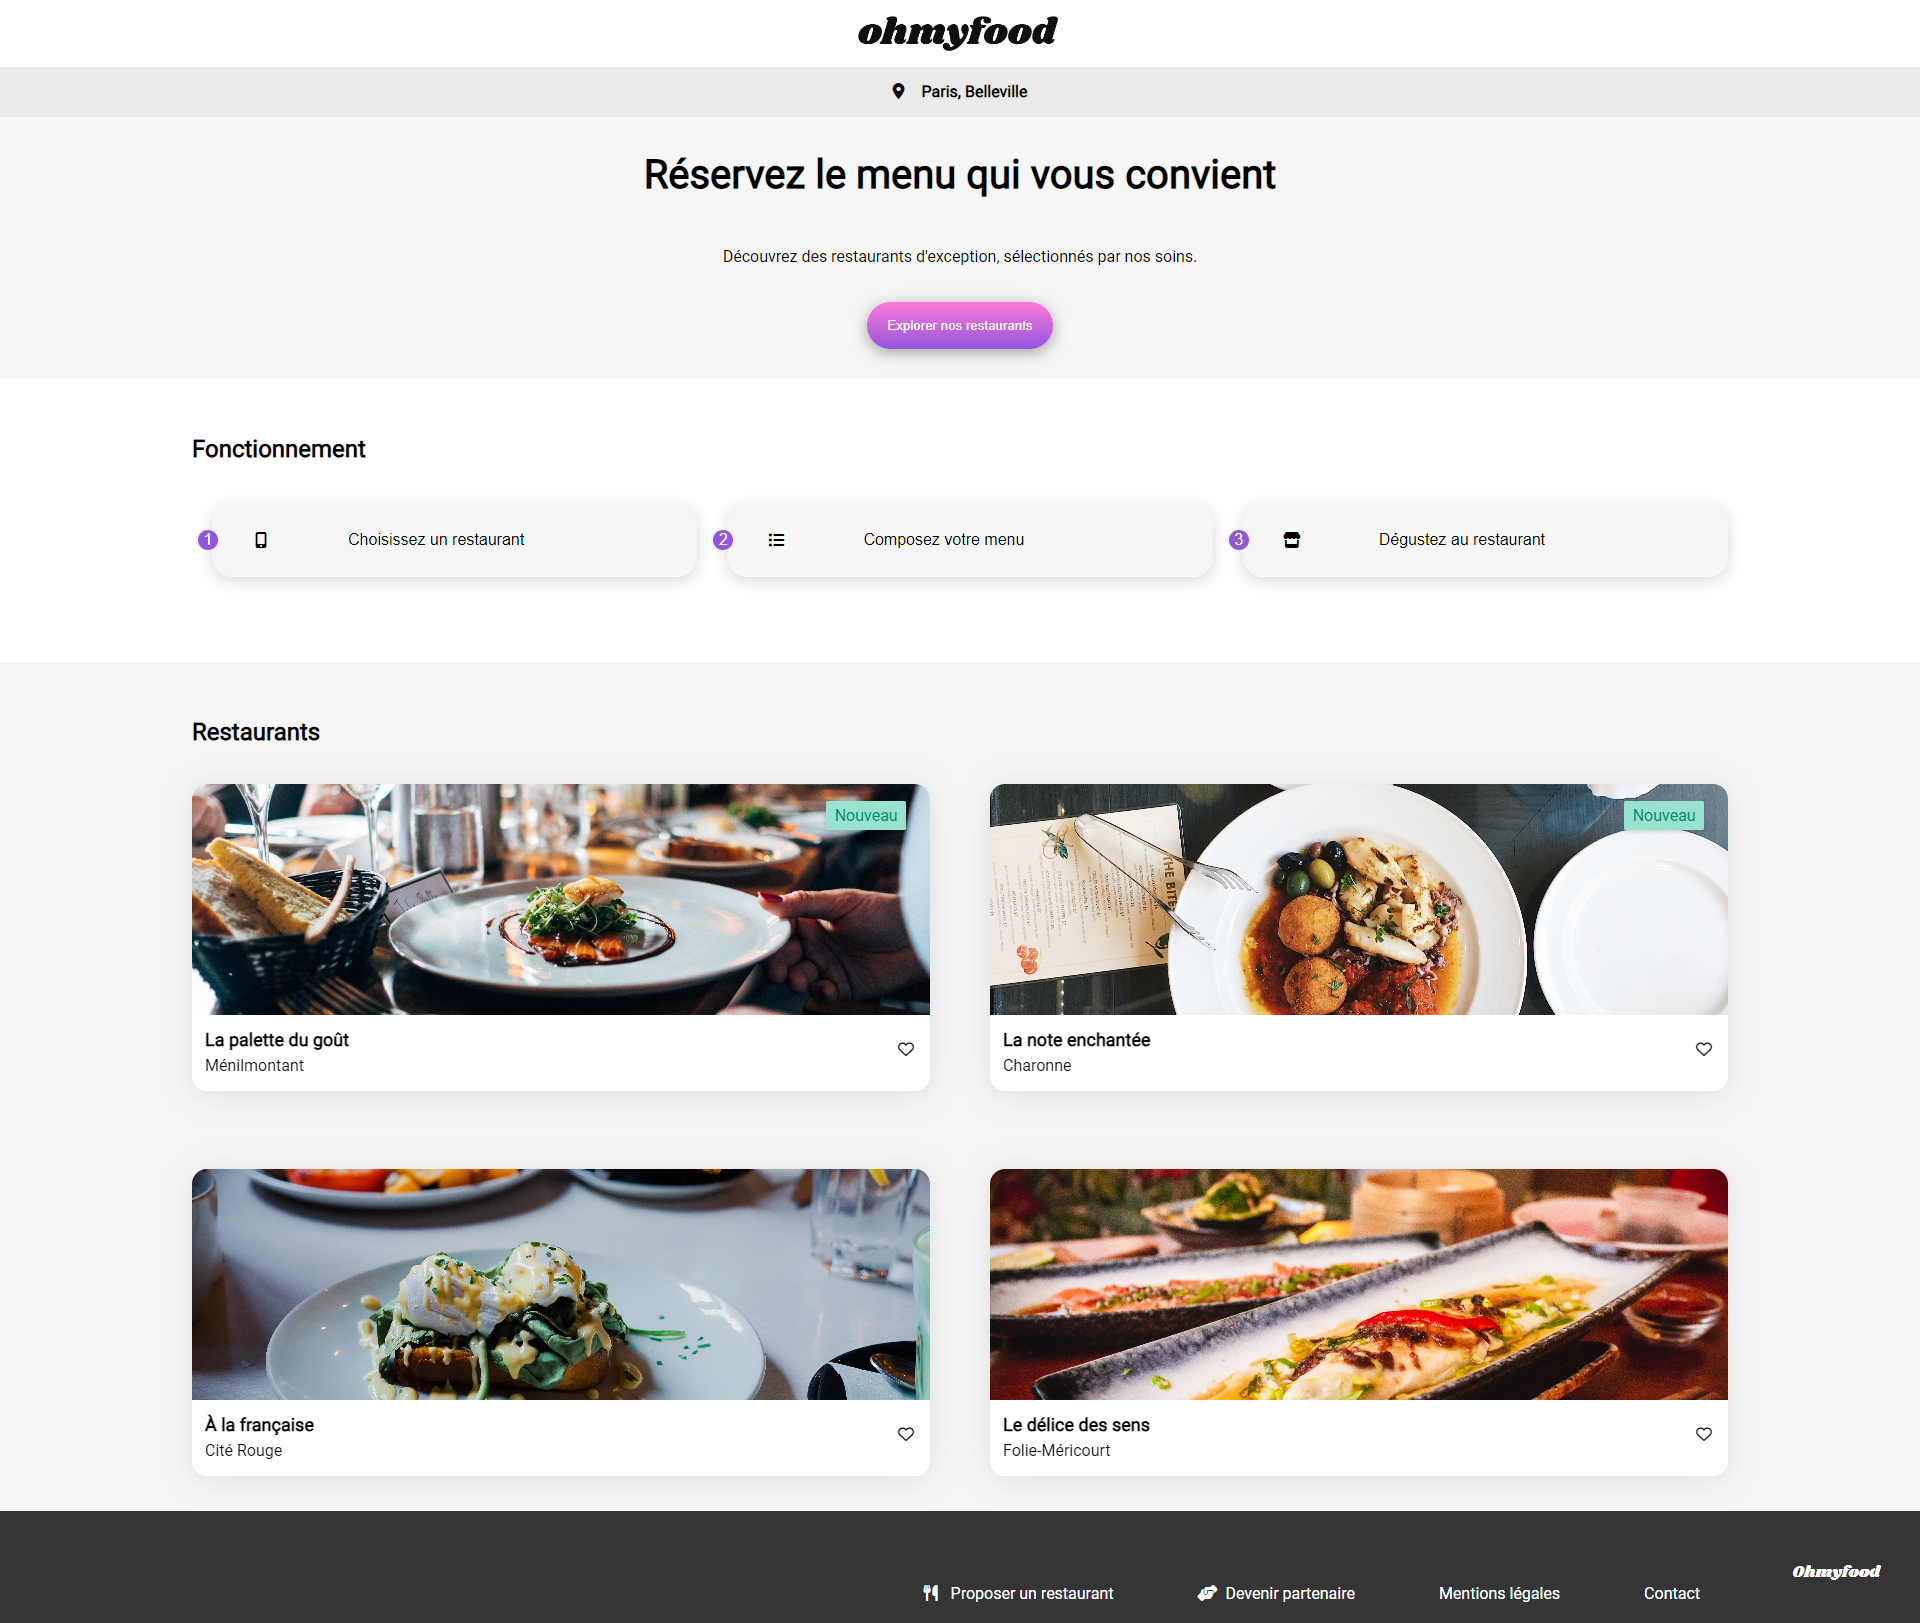 ohmyfood
Paris, Belleville
Réservez le menu qui vous convient
Découvrez des restaurants d'exception, sélectionnés par nos soins.
Explorer nos restaurants
Fonctionnement
1 Choisissez un restaurant
2 Composez votre menu
3 Dégustez au restaurant
Restaurants
Nouveau
La palette du goût
Ménilmontant
Nouveau
THE BITE
La note enchantée
Charonne
À la française
Cité Rouge
Le délice des sens
Folie-Méricourt
Proposer un restaurant
Devenir partenaire
Mentions légales
Contact
Ohmyfood